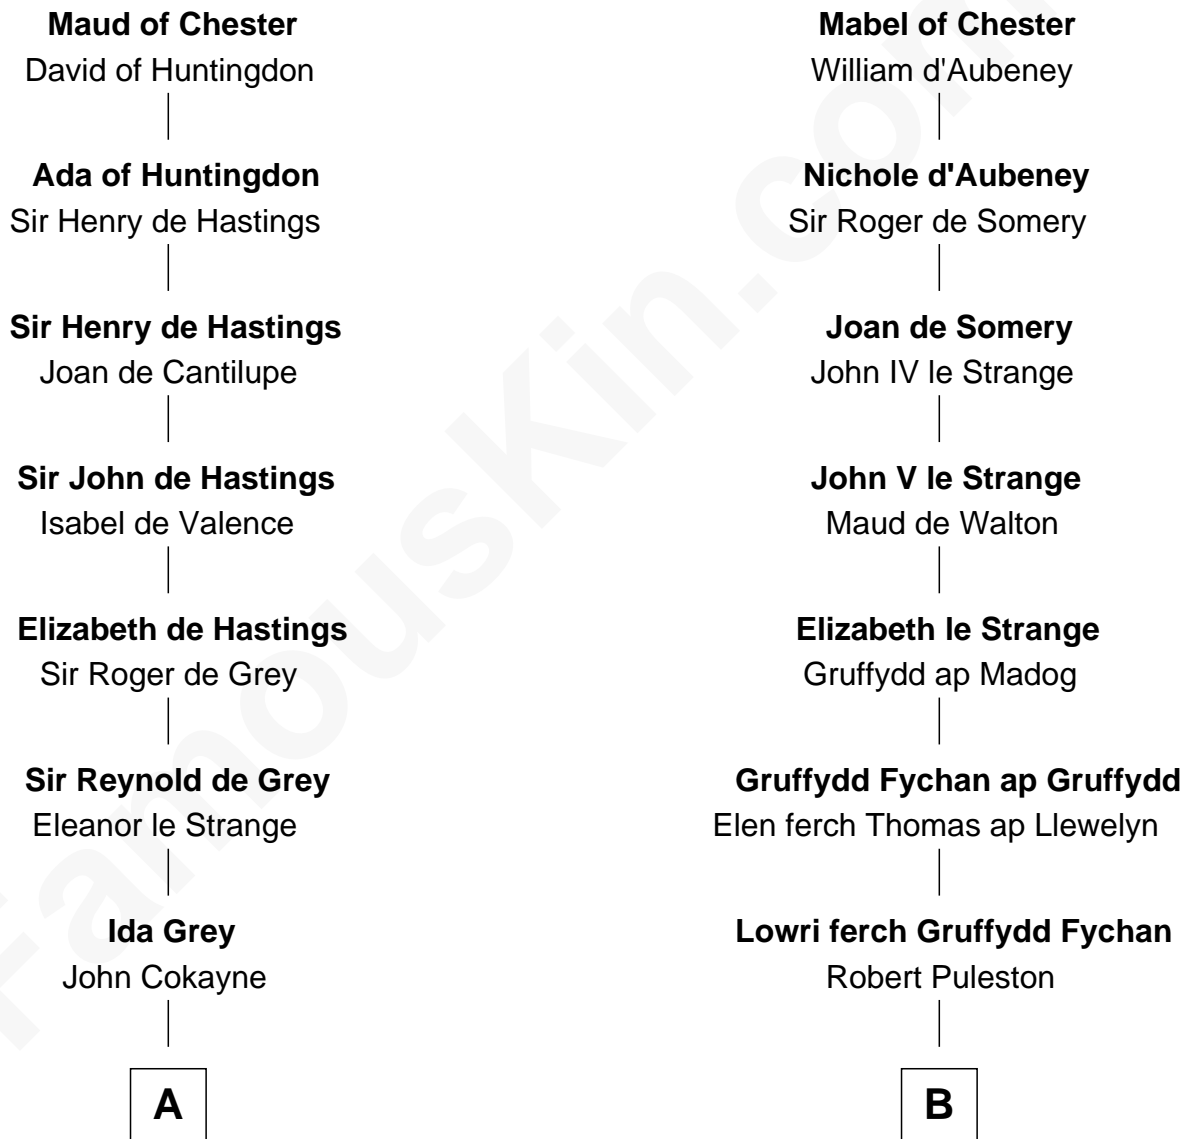 Maud of Chester
David of Huntingdon
Ada of Huntingdon
Sir Henry de Hastings
Sir Henry de Hastings
Joan de Cantilupe
Sir John de Hastings
Isabel de Valence
Elizabeth de Hastings
Sir Roger de Grey
Sir Reynold de Grey
Eleanor le Strange
Ida Grey
John Cokayne
A
Mabel of Chester
William d'Aubeney
Nichole d'Aubeney
Sir Roger de Somery
Joan de Somery
John IV le Strange
John V le Strange
Maud de Walton
Elizabeth le Strange
Gruffydd ap Madog
Gruffydd Fychan ap Gruffydd
Elen ferch Thomas ap Llewelyn
Lowri ferch Gruffydd Fychan
Robert Puleston
B
FamousKin.com